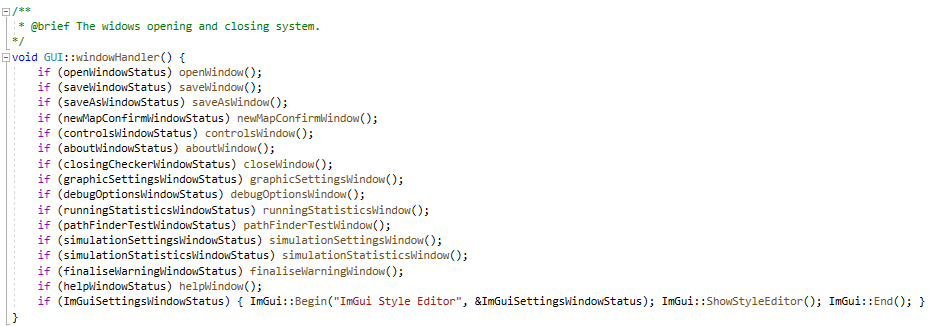 /**
 * @brief The widows opening and closing system.
*/
void GUI::windowHandler() {
    if (openWindowStatus) openWindow();
    if (saveWindowStatus) saveWindow();
    if (saveAsWindowStatus) saveAsWindow();
    if (newMapConfirmWindowStatus) newMapConfirmWindow();
    if (controlsWindowStatus) controlsWindow();
    if (aboutWindowStatus) aboutWindow();
    if (closingCheckerWindowStatus) closeWindow();
    if (graphicSettingsWindowStatus) graphicSettingsWindow();
    if (debugOptionsWindowStatus) debugOptionsWindow();
    if (runningStatisticsWindowStatus) runningStatisticsWindow();
    if (pathFinderTestWindowStatus) pathFinderTestWindow();
    if (simulationSettingsWindowStatus) simulationSettingsWindow();
    if (simulationStatisticsWindowStatus) simulationStatisticsWindow();
    if (finaliseWarningWindowStatus) finaliseWarningWindow();
    if (helpWindowStatus) helpWindow();
    if (ImGuiSettingsWindowStatus) { ImGui::Begin("ImGui Style Editor", &ImGuiSettingsWindowStatus); ImGui::ShowStyleEditor(); ImGui::End(); }
}